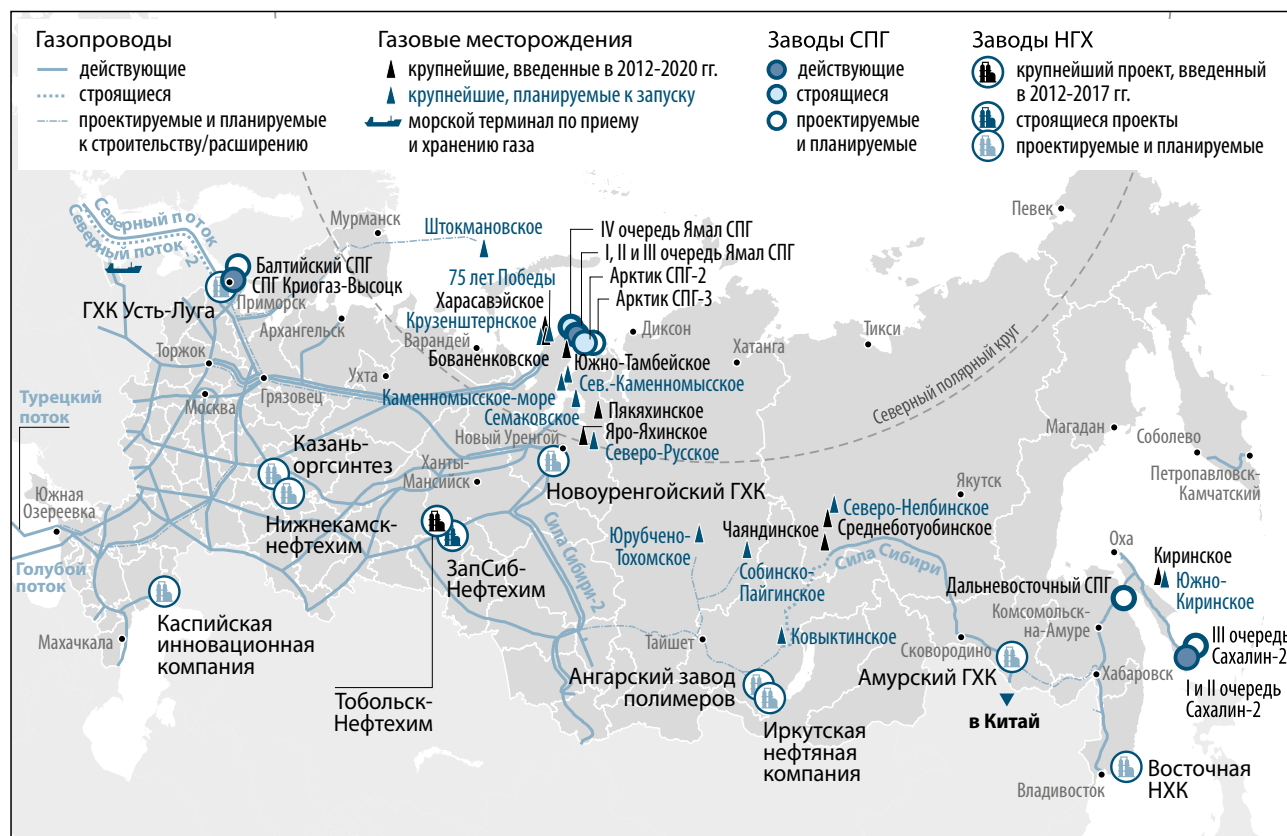 Газопроводы
действующие
строящиеся
проектируемые и планируемые
к строительству/расширению
Газовые месторождения
крупнейшие, введенные в 2012-2020 гг.
крупнейшие, планируемые к запуску
морской терминал по приему
и хранению газа
Заводы СПГ
действующие
строящиеся
проектируемые
и планируемые
Заводы НГХ
крупнейший проект, введенный
в 2012-2017 гг.
строящиеся проекты
проектируемые и планируемые
Северный поток
Северный поток-2
Мурманск
Штокмановское
Певек
IV очередь Ямал СПГ
I, II и III очередь Ямал СПГ
Арктик СПГ-2
Арктик СПГ-3
Балтийский СПГ
СПГ Криогаз-Высоцк
ГХК Усть-Луга
Приморск
Архангельск
75 лет Победы
Харасавэйское
Крузенштернское
Варандей
Бованенковское
Диксон
Тикси
Хатанга
Северный полярный круг
Торжок
Ухта
Южно-Тамбейское
Сев.-Каменномысское
Каменномысское-море
Семаковское
Москва
Грязовец
Турецкий
поток
Пякяхинское
Яро-Яхинское
Северо-Русское
Новый Уренгой
Новоуренгойский ГХК
Магадан
Соболево
Петропавловск-
Камчатский
Казань-
оргсинтез
Ханты-
Мансийск
Якутск
Южная
Озереевка
Нижнекамск-
нефтехим
Северо-Нелбинское
Среднеботуобинское
Чаяндинское
Юрубчено-
Тохомское
Собинско-
Пайгинское
Сила Сибири
Сила Сибири-2
Голубой
поток
ЗапСиб-
Нефтехим
Оха
Киринское
Южно-
Киринское
Дальневосточный СПГ
Комсомольск-
на-Амуре
Каспийская
инновационная
компания
Махачкала
Ковыктинское
Тайшет
Сковородино
Амурский ГХК
Хабаровск
III очередь
Сахалин-2
I и II очередь
Сахалин-2
Тобольск-
Нефтехим
Ангарский завод
полимеров
Иркутская
нефтяная
компания
в Китай
Владивосток
Восточная
НХК